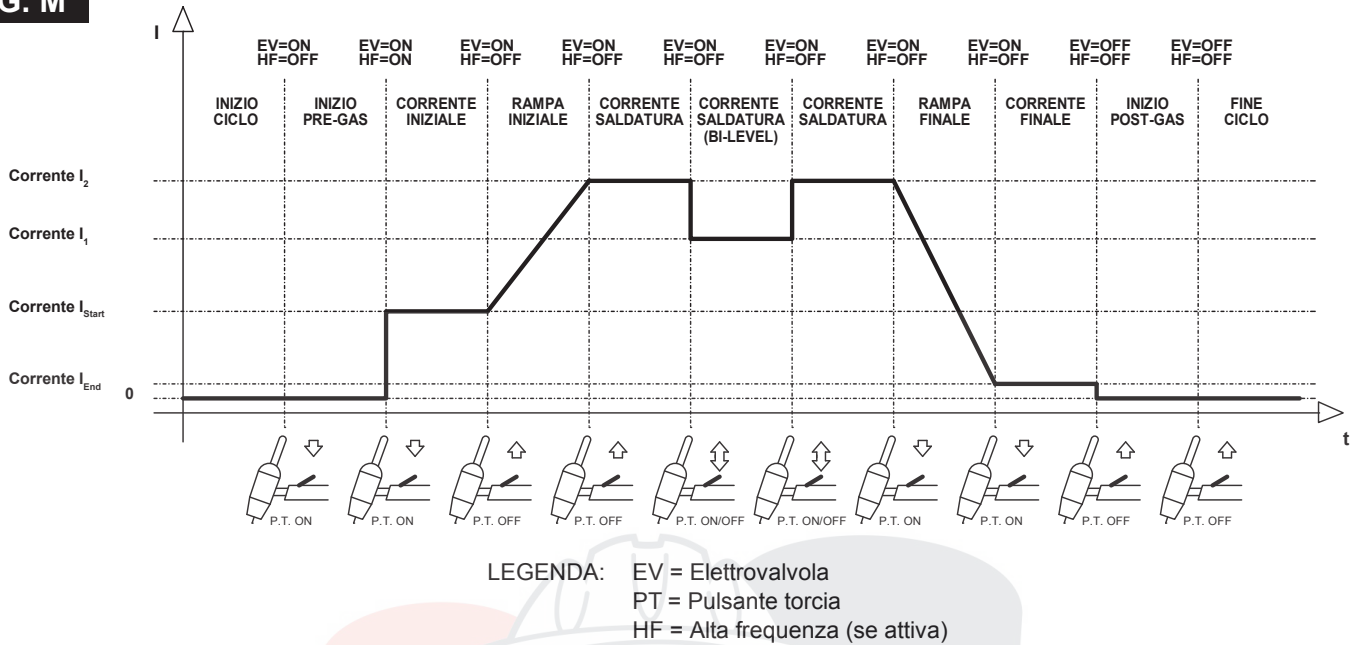 G. M
I
EV=ON EV=ON EV=ON EV=ON EV=ON EV=ON EV=ON EV=ON EV=OFF EV=OFF
HF=OFF HF=ON HF=OFF HF=OFF HF=OFF HF=OFF HF=OFF HF=OFF HF=OFF HF=OFF
INIZIO CICLO
INIZIO PRE-GAS
CORRENTE INIZIALE
RAMPA INIZIALE
CORRENTE SALDATURA
CORRENTE SALDATURA (BI-LEVEL)
CORRENTE SALDATURA
RAMPA FINALE
CORRENTE FINALE
INIZIO POST-GAS
FINE CICLO
Corrente I2
Corrente I1
Corrente IStart
Corrente IEnd
0
t
P.T. ON P.T. ON P.T. OFF P.T. OFF P.T. ON/OFF P.T. ON/OFF P.T. ON P.T. ON P.T. OFF P.T. OFF
LEGENDA: EV = Elettrovalvola
PT = Pulsante torcia
HF = Alta frequenza (se attiva)